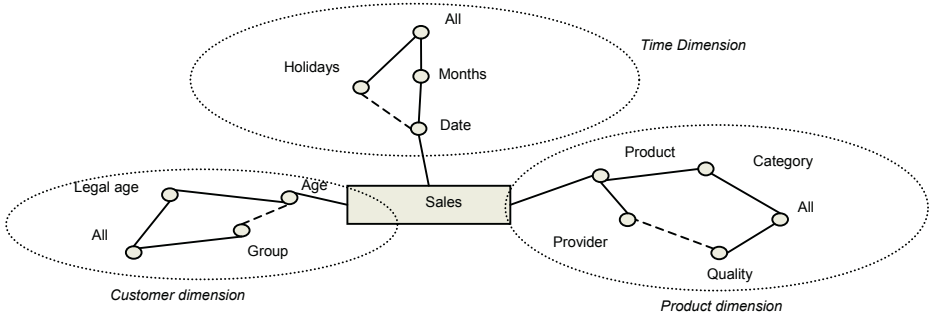 All
Time Dimension
Holidays
Months
Date
Product
Category
Legal age
Age
Sales
All
All
Provider
Group
Quality
Customer dimension
Product dimension